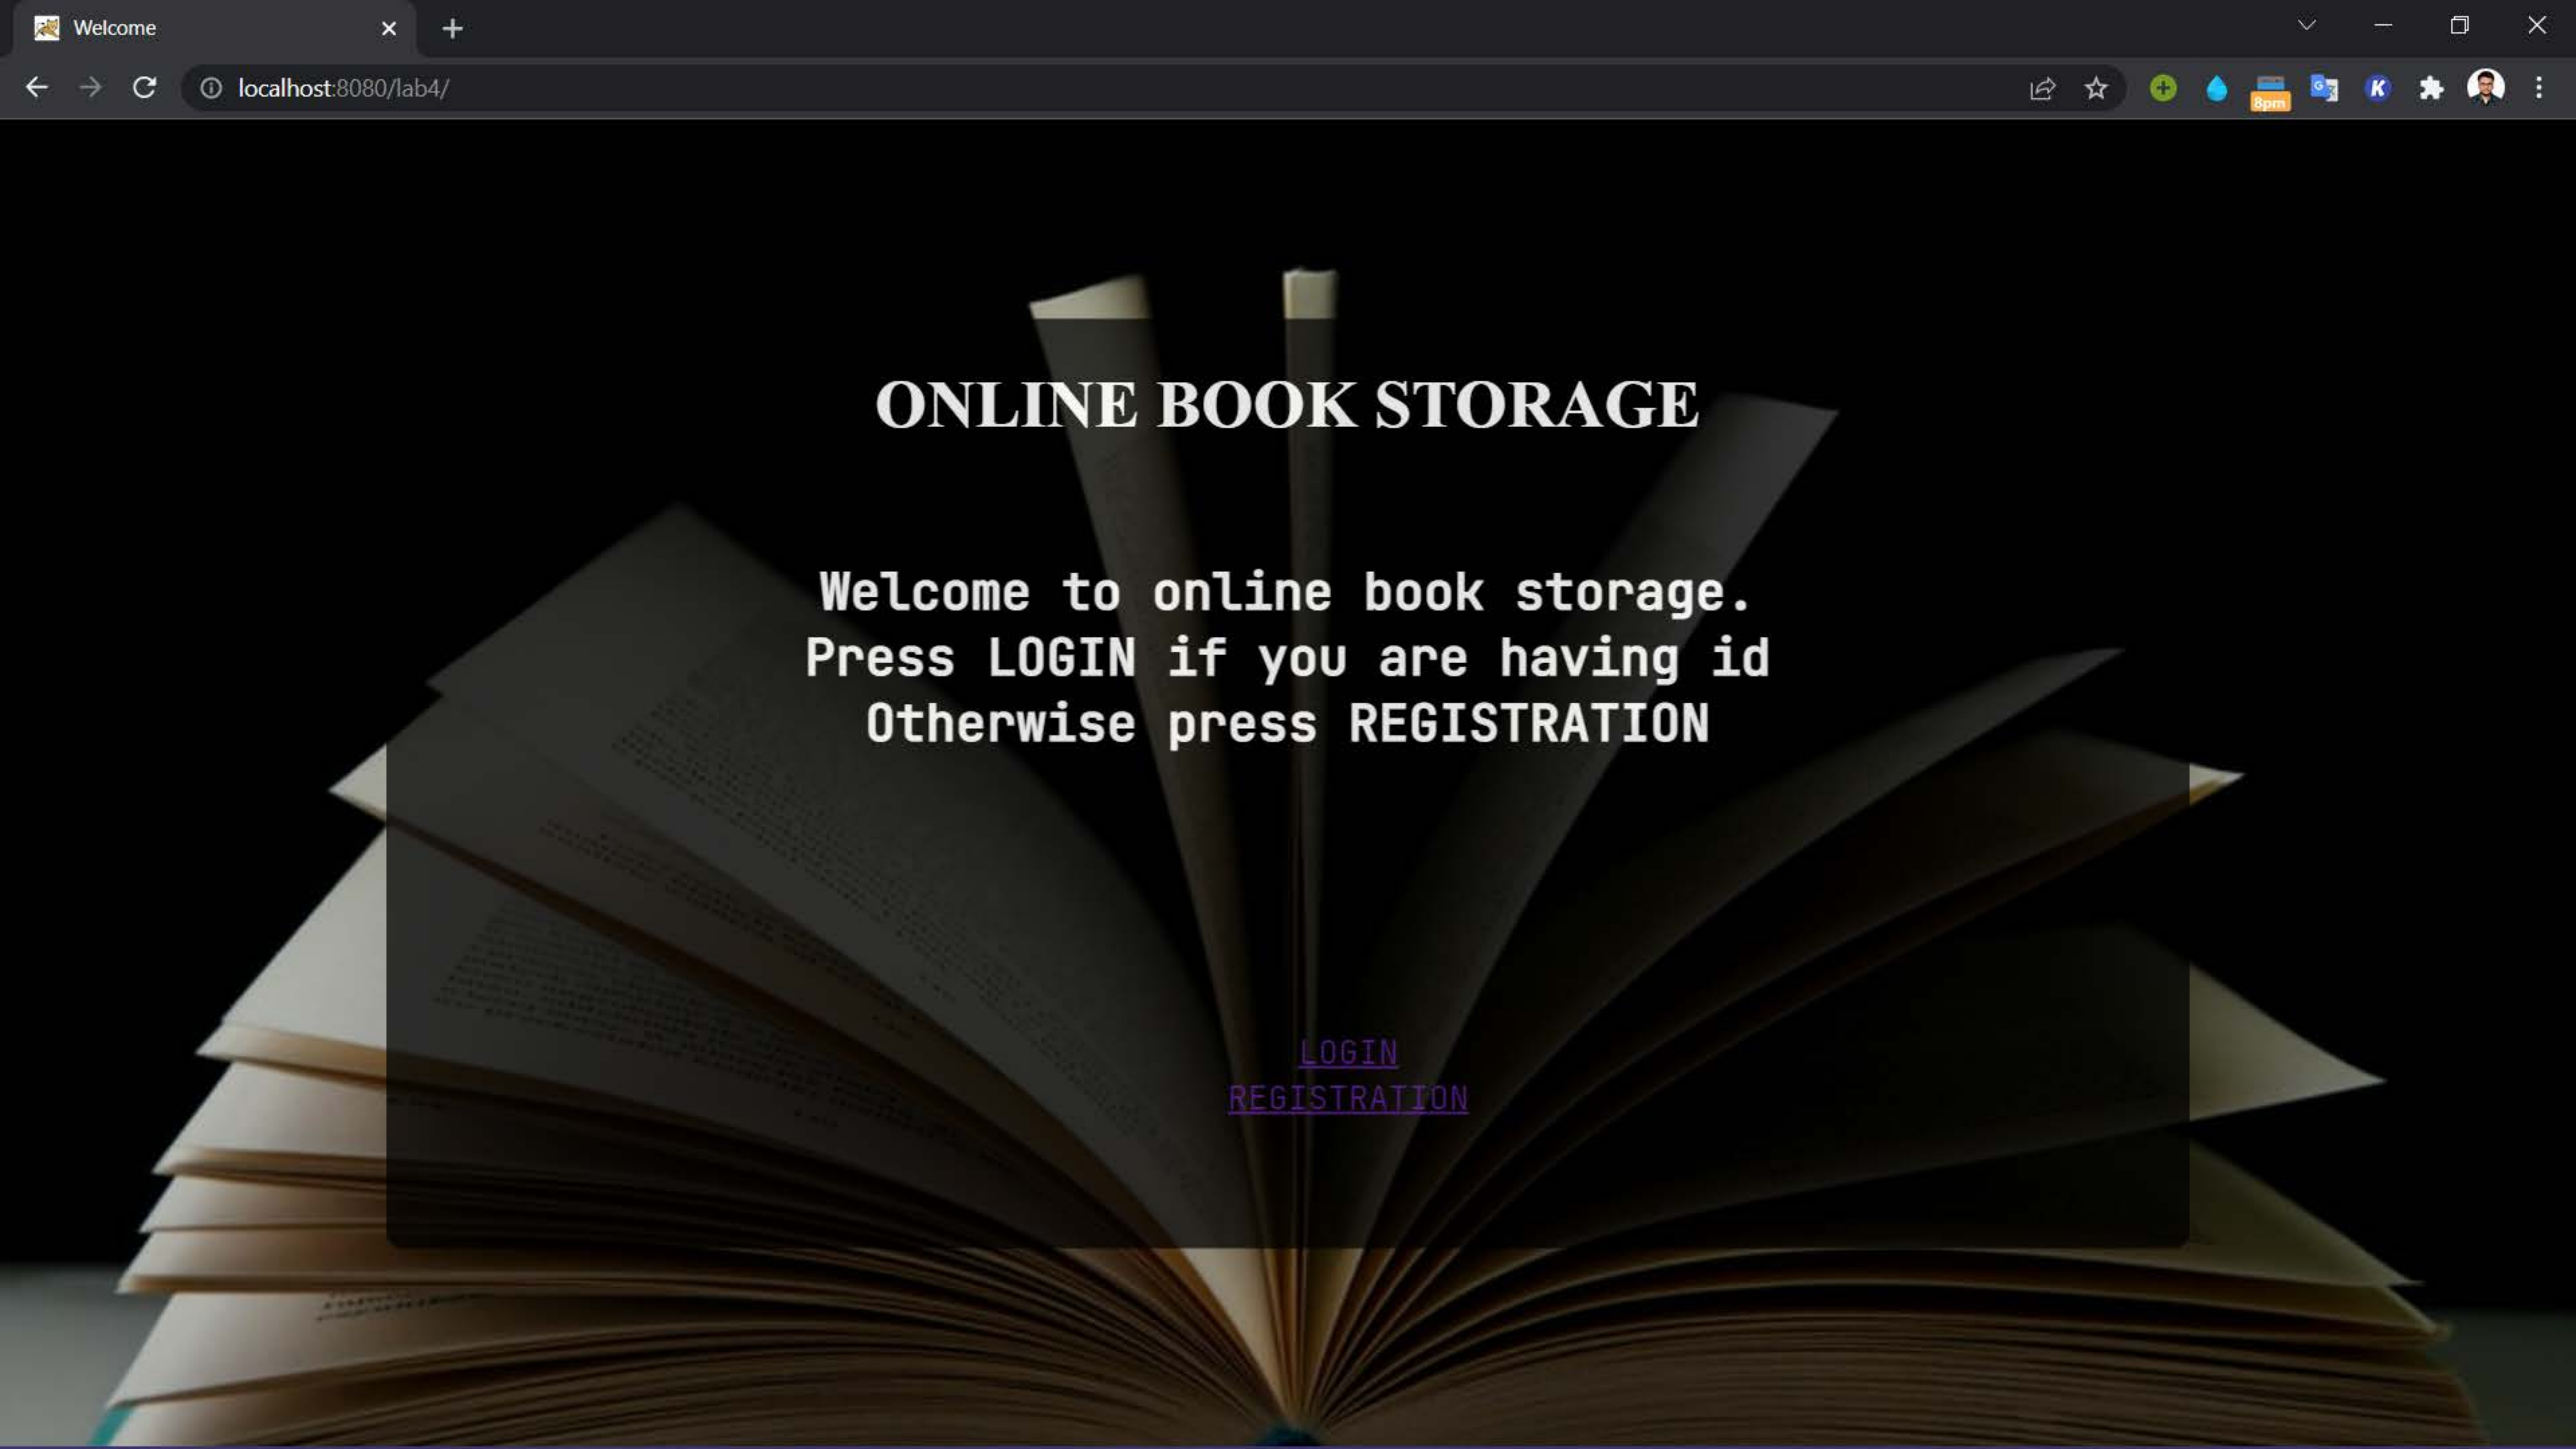 Welcome
localhost:8080/lab4/
8pm
G
K
ONLINE BOOK STORAGE
Welcome to online book storage.
Press LOGIN if you are having id
Otherwise press REGISTRATION
LOGIN
REGISTRATION